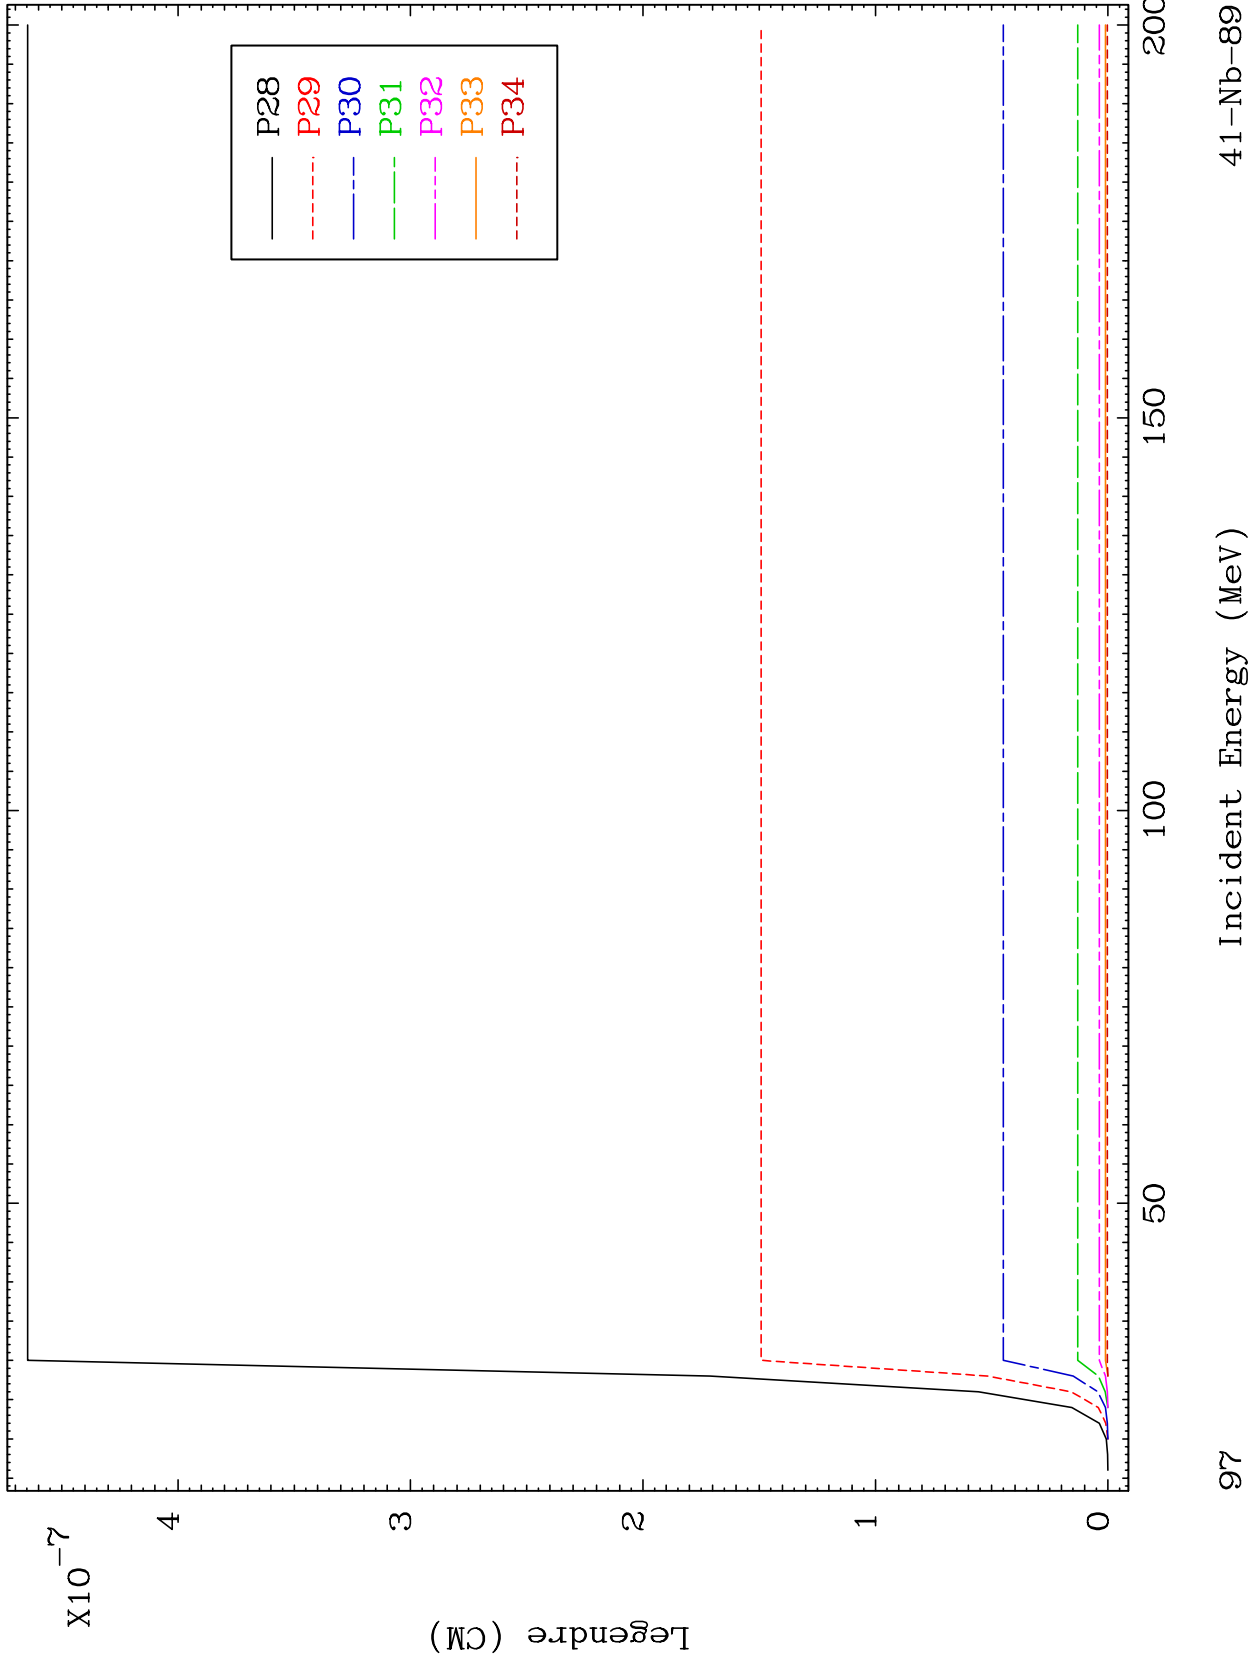 X10-7
Legendre (CM)
4
3
2
1
0
P28
P29
P30
P31
P32
P33
P34
50
100
150
200
Incident Energy (MeV)
97
41-Nb-89